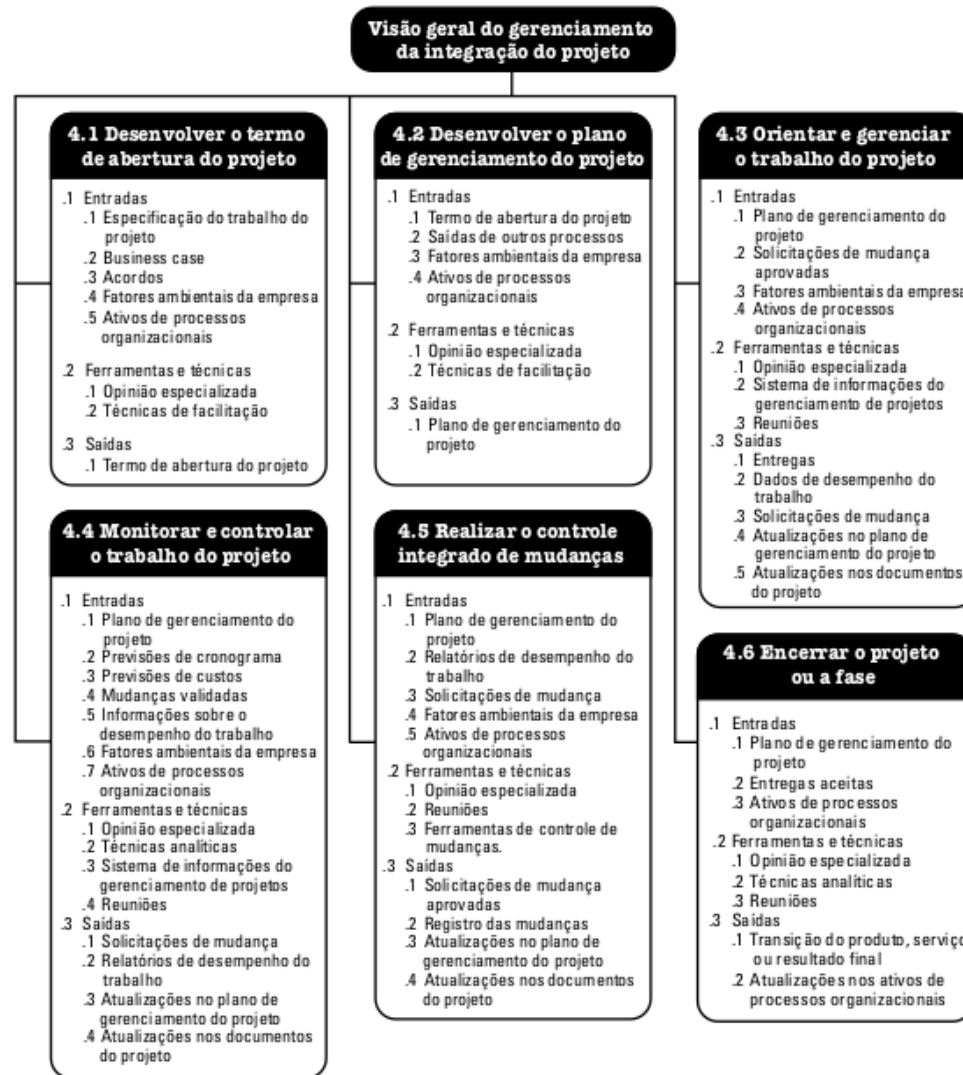 Visão geral do gerenciamento
da integração do projeto
4.1 Desenvolver o termo
de abertura do projeto
.1 Entradas
.1 Especificação do trabalho do
projeto
.2 Business case
.3 Acordos
.4 Fatores ambientais da empresa
.5 Ativos de processos
organizacionais
.2 Ferramentas e técnicas
.1 Opinião especializada
.2 Técnicas de facilitação
.3 Saídas
.1 Termo de abertura do projeto
4.2 Desenvolver o plano
de gerenciamento do projeto
.1 Entradas
.1 Termo de abertura do projeto
.2 Saídas de outros processos
.3 Fatores ambientais da empresa
.4 Ativos de processos
organizacionais
.2 Ferramentas e técnicas
.1 Opinião especializada
.2 Técnicas de facilitação
.3 Saídas
.1 Plano de gerenciamento do
projeto
4.3 Orientar e gerenciar
o trabalho do projeto
.1 Entradas
.1 Plano de gerenciamento do
projeto
.2 Solicitações de mudança
aprovadas
.3 Fatores ambientais da empresa
.4 Ativos de processos
organizacionais
.2 Ferramentas e técnicas
.1 Opinião especializada
.2 Sistema de informações do
gerenciamento de projetos
.3 Reuniões
.3 Saídas
.1 Entregas
.2 Dados de desempenho do
trabalho
.3 Solicitações de mudança
.4 Atualizações no plano de
gerenciamento do projeto
.5 Atualizações nos documentos
do projeto
4.4 Monitorar e controlar
o trabalho do projeto
.1 Entradas
.1 Plano de gerenciamento do
projeto
.2 Previsões de cronograma
.3 Previsões de custos
.4 Mudanças validadas
.5 Informações sobre o
desempenho do trabalho
.6 Fatores ambientais da empresa
.7 Ativos de processos
organizacionais
.2 Ferramentas e técnicas
.1 Opinião especializada
.2 Técnicas analíticas
.3 Sistema de informações do
gerenciamento de projetos
.4 Reuniões
.3 Saídas
.1 Solicitações de mudança
.2 Relatórios de desempenho do
trabalho
.3 Atualizações no plano de
gerenciamento do projeto
.4 Atualizações nos documentos
do projeto
4.5 Realizar o controle
integrado de mudanças
.1 Entradas
.1 Plano de gerenciamento do
projeto
.2 Relatórios de desempenho do
trabalho
.3 Solicitações de mudança
.4 Fatores ambientais da empresa
.5 Ativos de processos
organizacionais
.2 Ferramentas e técnicas
.1 Opinião especializada
.2 Reuniões
.3 Ferramentas de controle de
mudanças.
.3 Saídas
.1 Solicitações de mudança
aprovadas
.2 Registro das mudanças
.3 Atualizações no plano de
gerenciamento do projeto
.4 Atualizações nos documentos
do projeto
4.6 Encerrar o projeto
ou a fase
.1 Entradas
.1 Plano de gerenciamento do
projeto
.2 Entregas aceitas
.3 Ativos de processos
organizacionais
.2 Ferramentas e técnicas
.1 Opinião especializada
.2 Técnicas analíticas
.3 Reuniões
.3 Saídas
.1 Transição do produto, serviço
ou resultado final
.2 Atualizações nos ativos de
processos organizacionais